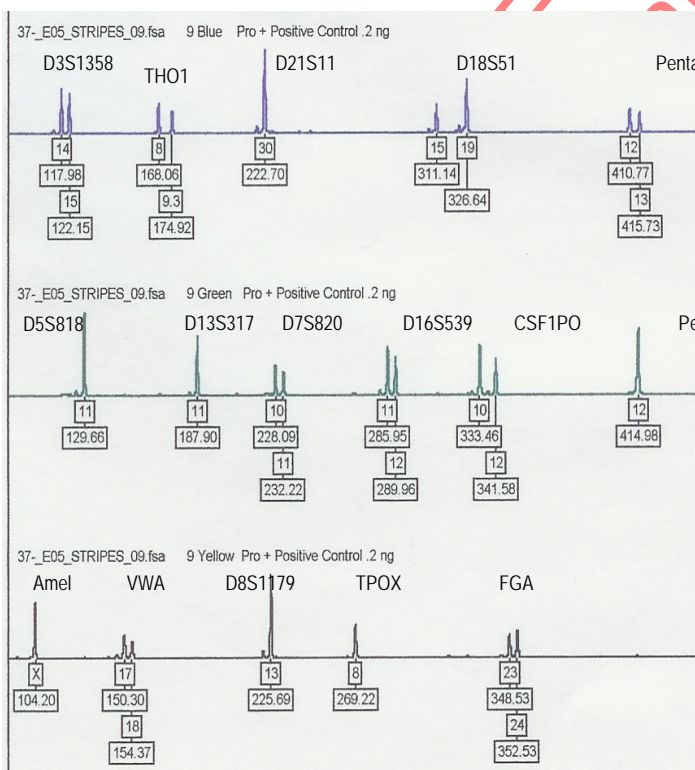 37-_E05_STRIPES_09.fsa 9 Blue Pro + Positive Control .2 ng
D3S1358 THO1 D21S11 D18S51 Penta
14 8 30 15 19 12
117.98 168.06 222.70 311.14 326.64 410.77
15 9.3 13
122.15 174.92 415.73
37-_E05_STRIPES_09.fsa 9 Green Pro + Positive Control .2 ng
D5S818 D13S317 D7S820 D16S539 CSF1PO Pe
11 11 10 11 10 12
129.66 187.90 228.09 285.95 333.46 414.98
11 12 12
232.22 289.96 341.58
37-_E05_STRIPES_09.fsa 9 Yellow Pro + Positive Control .2 ng
Amel VWA D8S1179 TPOX FGA
X 17 13 8 23
104.20 150.30 225.69 269.22 348.53
18 24
154.37 352.53